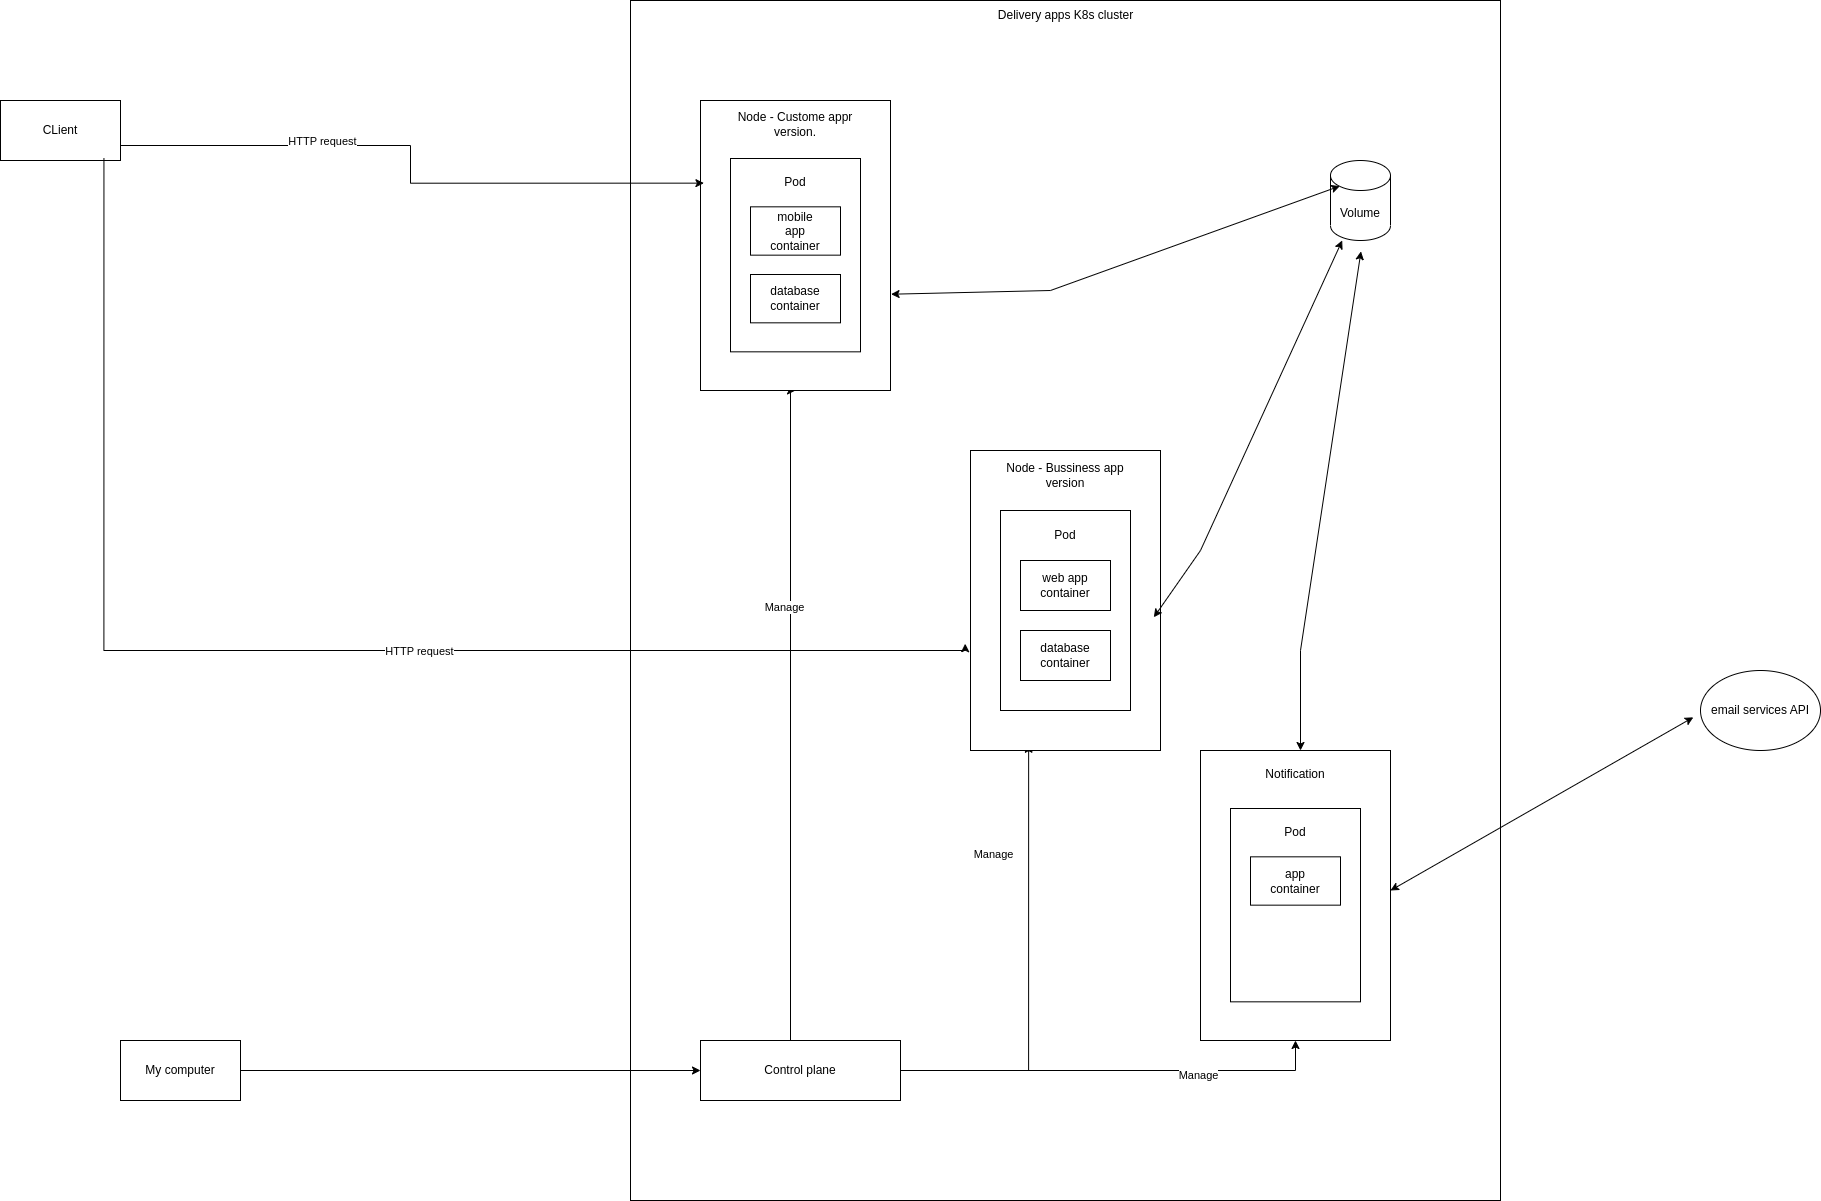 Delivery apps K8s cluster
CLient
HTTP request
Node - Custome appr
version.
Pod
mobile
app
container
database
container
Volume
Node - Bussiness app
version
Pod
web app
container
database
container
Manage
HTTP request
email services API
Notification
Pod
app
container
Manage
My computer
Control plane
Manage